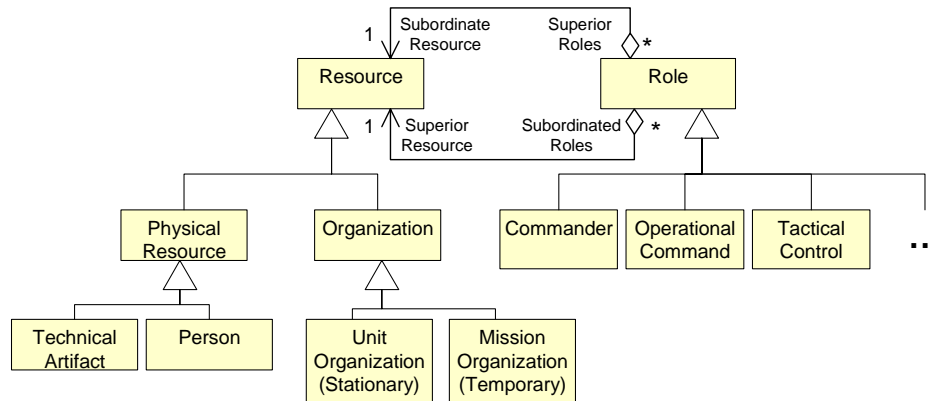 1
Subordinate
Resource
Superior
Roles
*
Resource
Role
1
Superior
Resource
Subordinated
Roles
*
Physical
Resource
Organization
Commander
Operational
Command
Tactical
Control
..
Technical
Artifact
Person
Unit
Organization
(Stationary)
Mission
Organization
(Temporary)